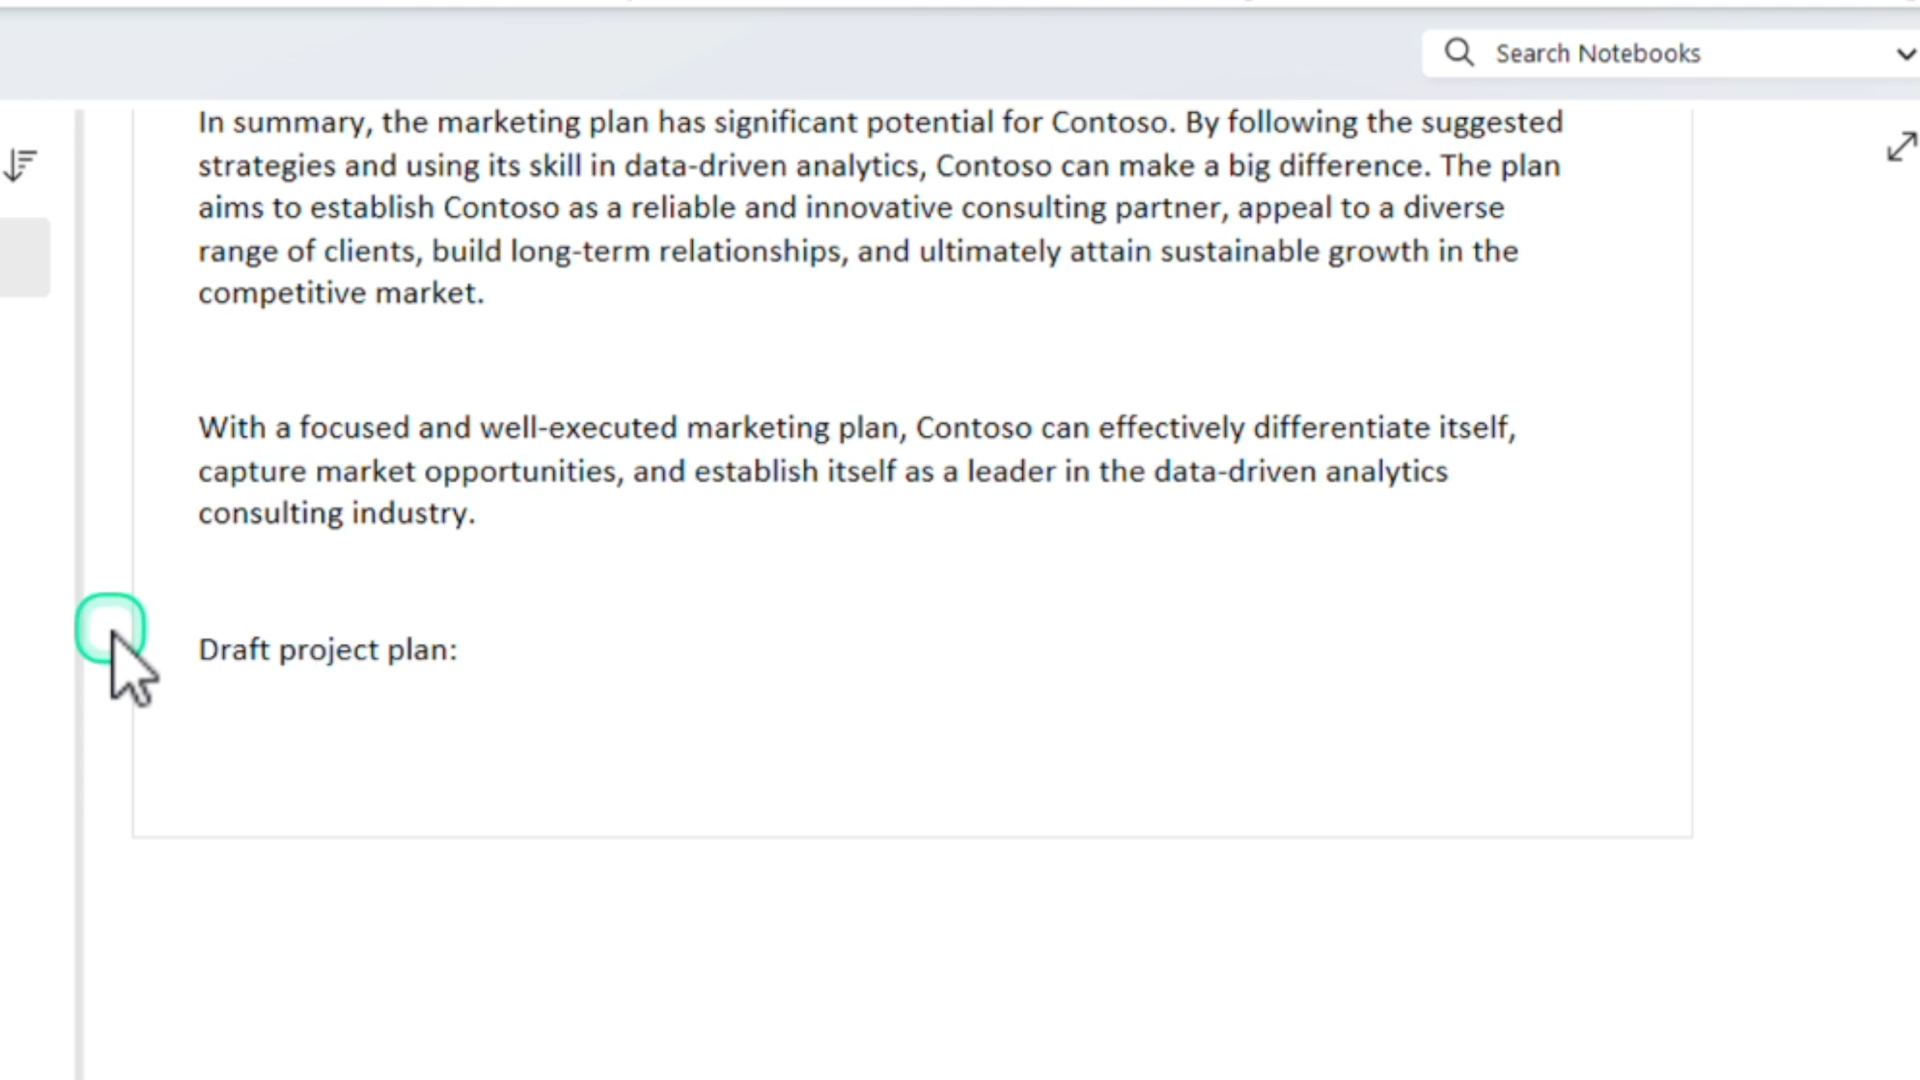 Search Notebooks
In summary, the marketing plan has significant potential for Contoso. By following the suggested
strategies and using its skill in data-driven analytics, Contoso can make a big difference. The plan
aims to establish Contoso as a reliable and innovative consulting partner, appeal to a diverse
range of clients, build long-term relationships, and ultimately attain sustainable growth in the
competitive market.
With a focused and well-executed marketing plan, Contoso can effectively differentiate itself,
capture market opportunities, and establish itself as a leader in the data-driven analytics
consulting industry.
Draft project plan: